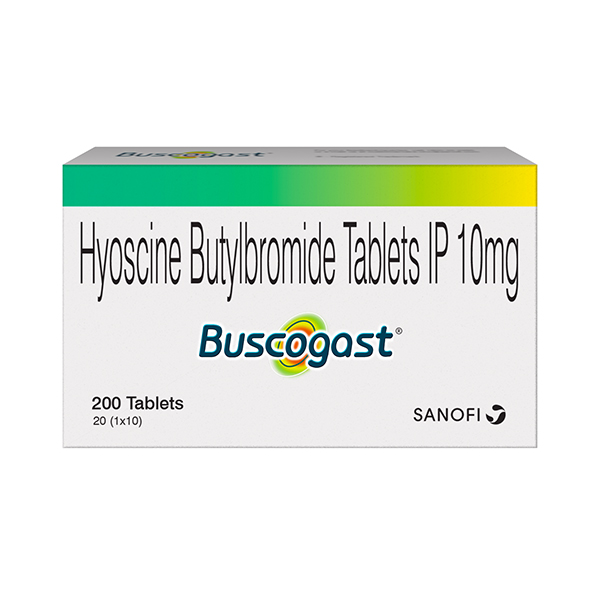 Buscogast
Hyoscine Butylbromide Tablets IP 10mg
Buscogast®
200 Tablets
20 (1x10)
SANOFI